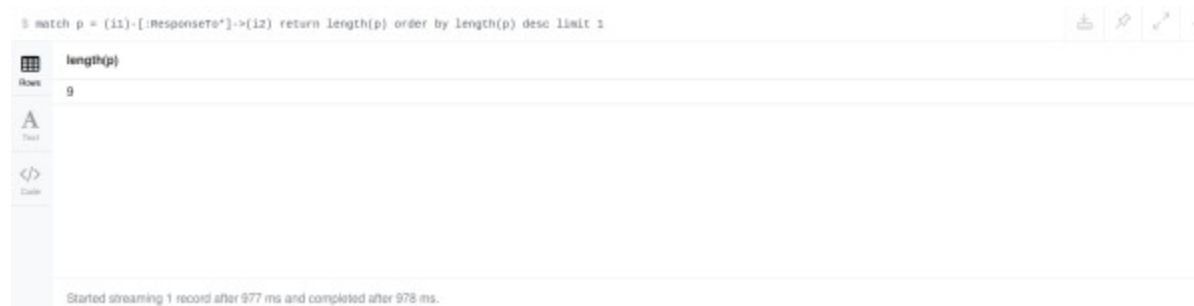 $ match p = (i1)-[:ResponseTo*]->(i2) return length(p) order by length(p) desc limit 1
length(p)
Rows
9
A
Text
</>
Code
Started streaming 1 record after 977 ms and completed after 978 ms.